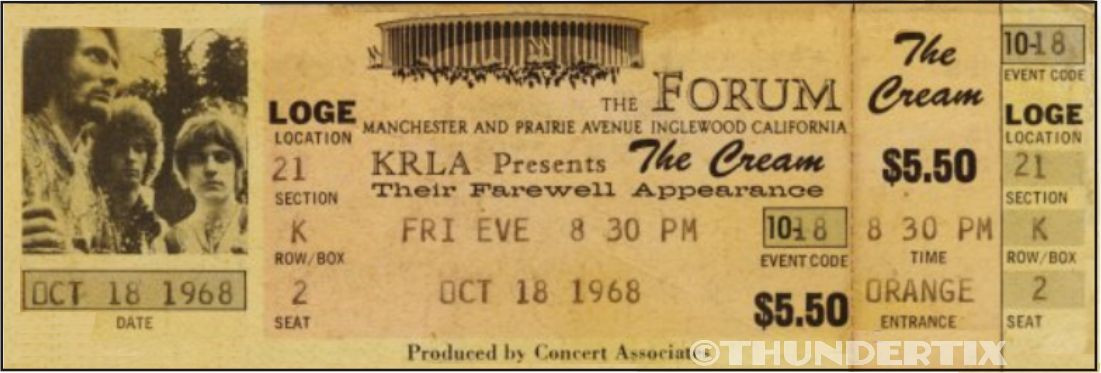 OCT 18 1968
DATE
LOGE
LOCATION
21
SECTION
K
ROW/BOX
2
SEAT
THE FORUM
MANCHESTER AND PRAIRIE AVENUE INGLEWOOD CALIFORNIA
KRLA Presents The Cream
Their Farewell Appearance
FRI EVE 8 30 PM
10-18
EVENT CODE
OCT 18 1968
$5.50
Produced by Concert Associates
The
Cream
$5.50
8 30 PM
TIME
ORANGE
ENTRANCE
10-18
EVENT CODE
LOGE
LOCATION
21
SECTION
K
ROW/BOX
2
SEAT
©THUNDERTIX